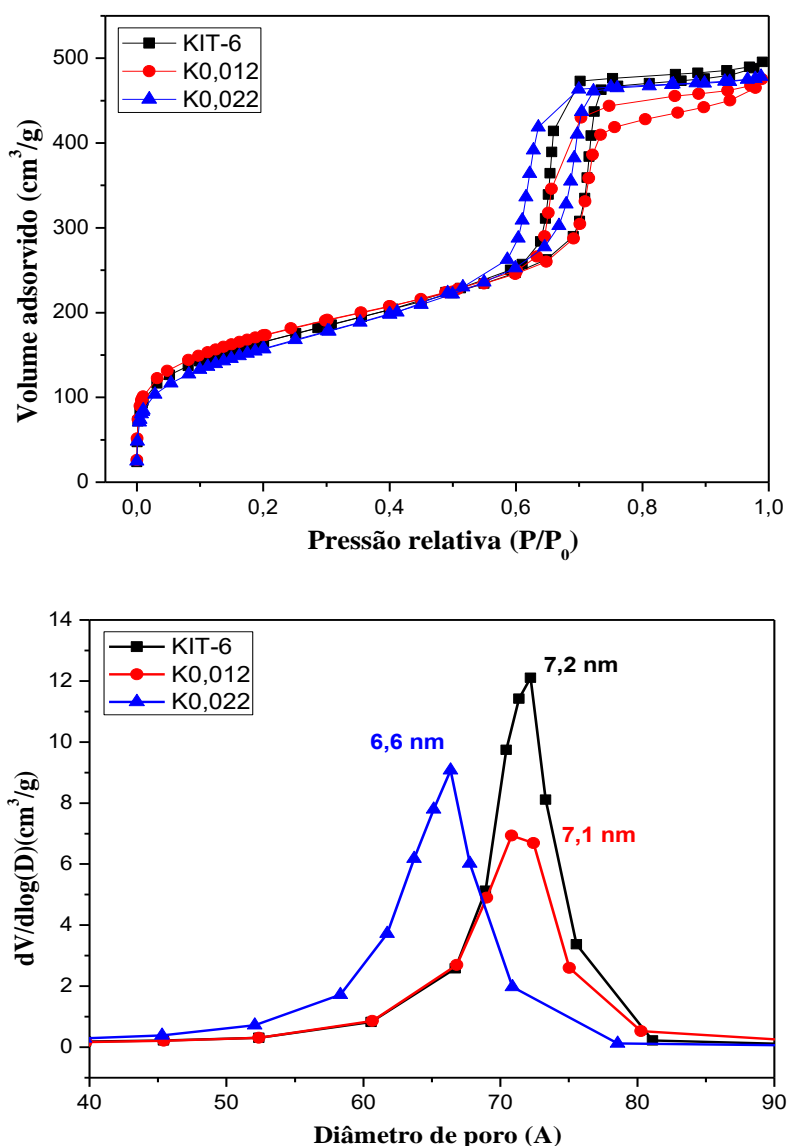 KIT-6
K0,012
K0,022
500
400
300
200
100
0
Volume adsorvido (cm³/g)
0,0 0,2 0,4 0,6 0,8 1,0
Pressão relativa (P/P₀)
KIT-6
K0,012
K0,022
7,2 nm
6,6 nm
7,1 nm
14
12
10
8
6
4
2
0
dV/dlog(D)(cm³/g)
40 50 60 70 80 90
Diâmetro de poro (A)